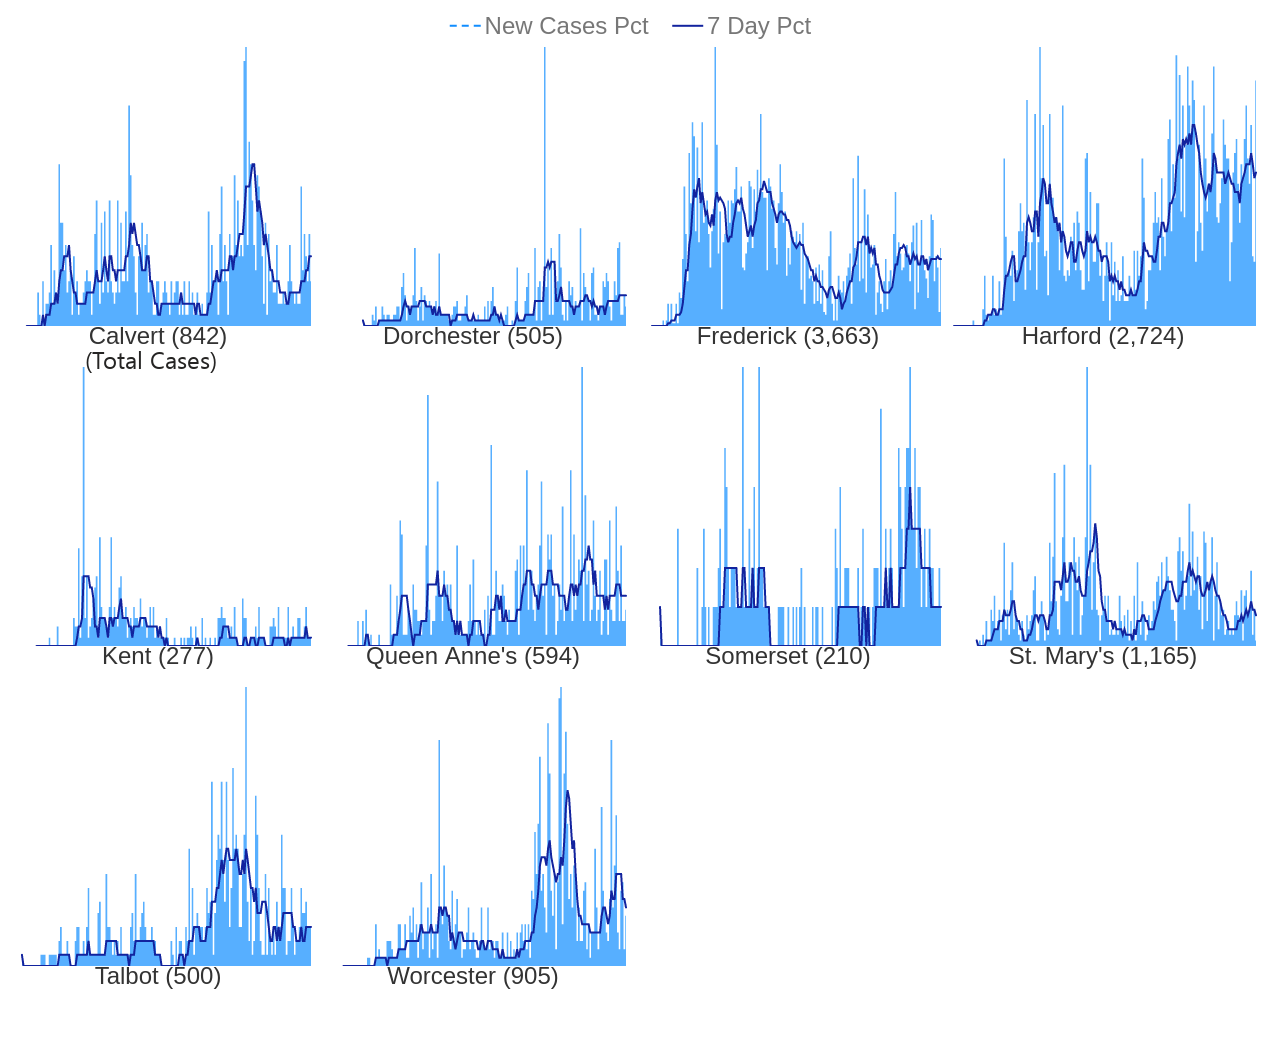 New Cases Pct 7 Day Pct
Calvert (842) Dorchester (505) Frederick (3,663) Harford (2,724)
(Total Cases)
Kent (277) Queen Anne's (594) Somerset (210) St. Mary's (1,165)
Talbot (500) Worcester (905)